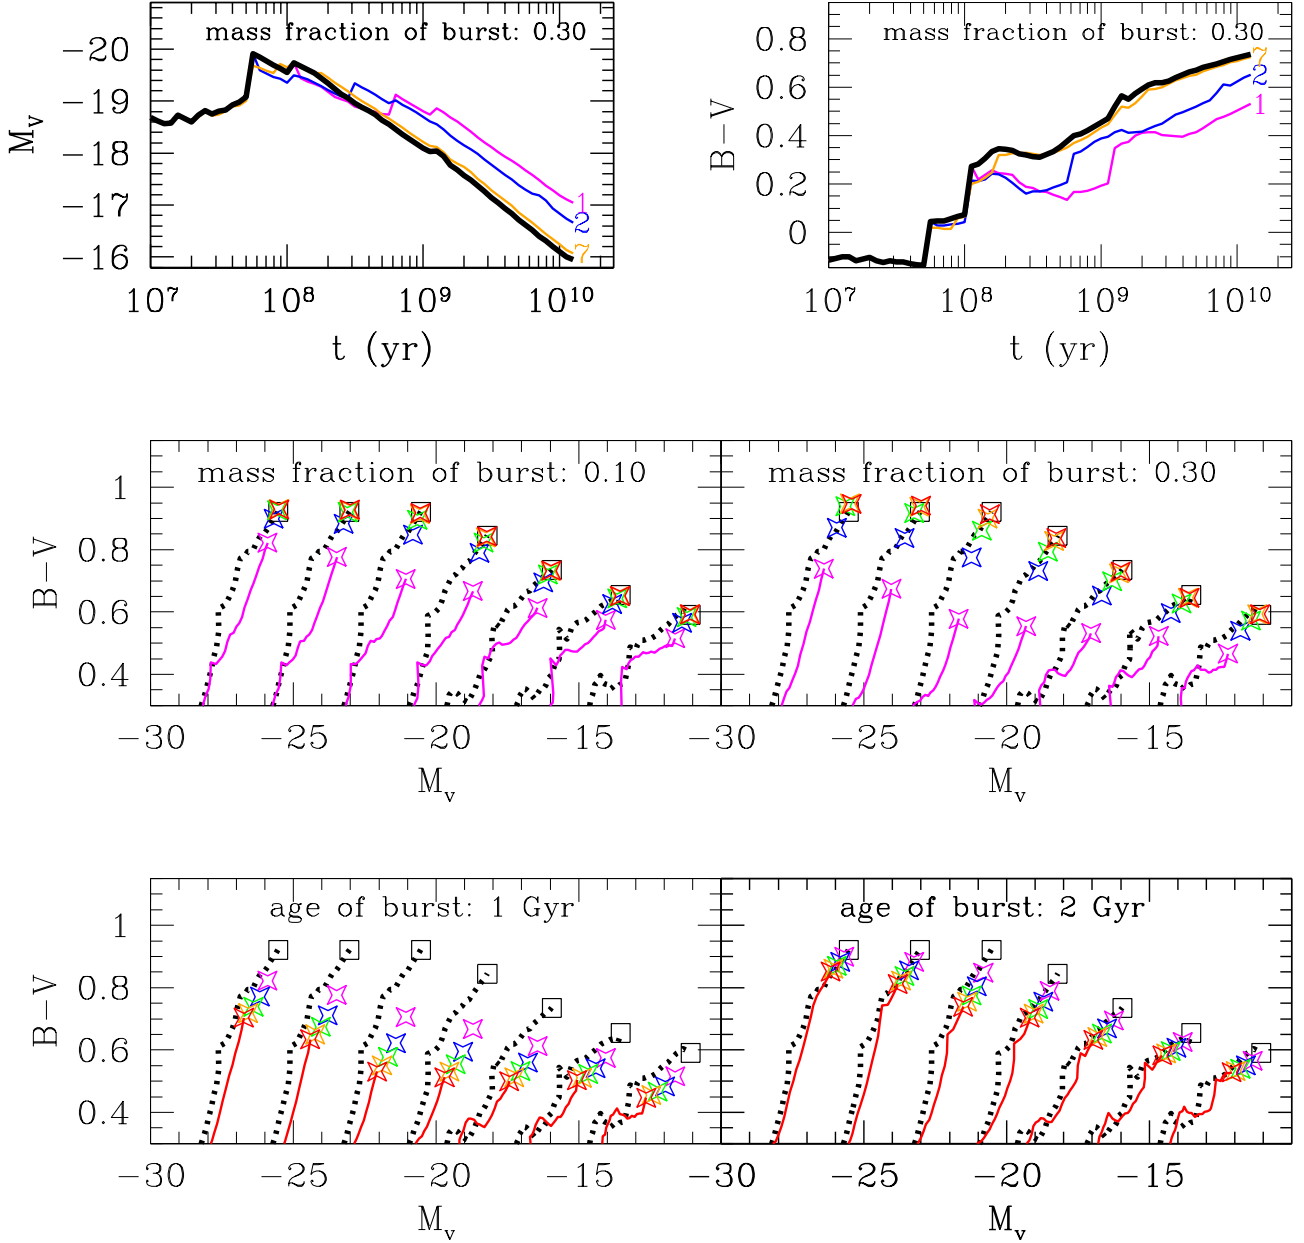 mass fraction of burst: 0.30
−20
−19
−18
−17
−16
M_v
1
2
7
10^7 10^8 10^9 10^10
t (yr)
mass fraction of burst: 0.30
0.8
0.6
0.4
0.2
0
B−V
7
2
1
10^7 10^8 10^9 10^10
t (yr)
mass fraction of burst: 0.10
mass fraction of burst: 0.30
1
0.8
0.6
0.4
B−V
−30 −25 −20 −15 −30 −25 −20 −15
M_v M_v
age of burst: 1 Gyr
age of burst: 2 Gyr
1
0.8
0.6
0.4
B−V
−30 −25 −20 −15 −30 −25 −20 −15
M_v M_v